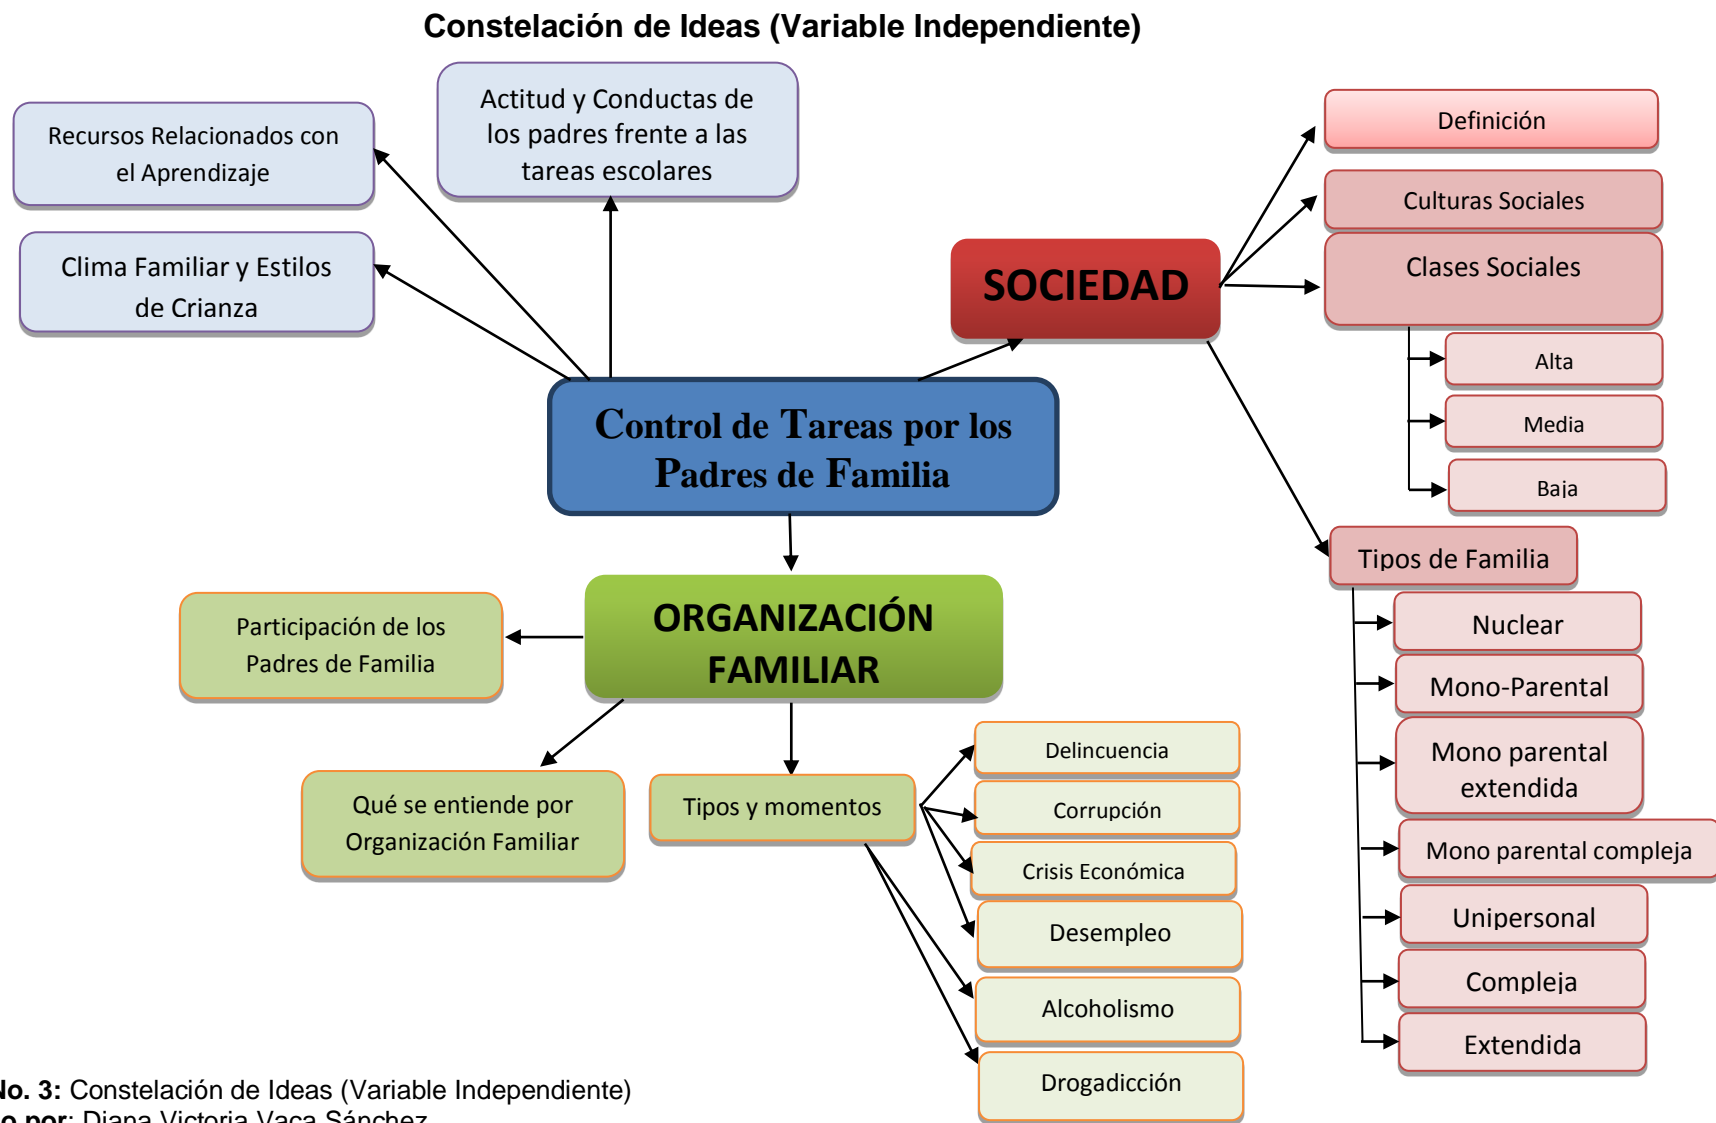 Constelación de Ideas (Variable Independiente)
Actitud y Conductas de
los padres frente a las
tareas escolares
Recursos Relacionados con
el Aprendizaje
Clima Familiar y Estilos
de Crianza
SOCIEDAD
Definición
Culturas Sociales
Clases Sociales
Alta
Media
Baja
Control de Tareas por los
Padres de Familia
Tipos de Familia
Nuclear
Mono-Parental
Mono parental
extendida
Mono parental compleja
Unipersonal
Compleja
Extendida
ORGANIZACIÓN
FAMILIAR
Participación de los
Padres de Familia
Qué se entiende por
Organización Familiar
Tipos y momentos
Delincuencia
Corrupción
Crisis Económica
Desempleo
Alcoholismo
Drogadicción
No. 3: Constelación de Ideas (Variable Independiente)
o por: Diana Victoria Vaca Sánchez